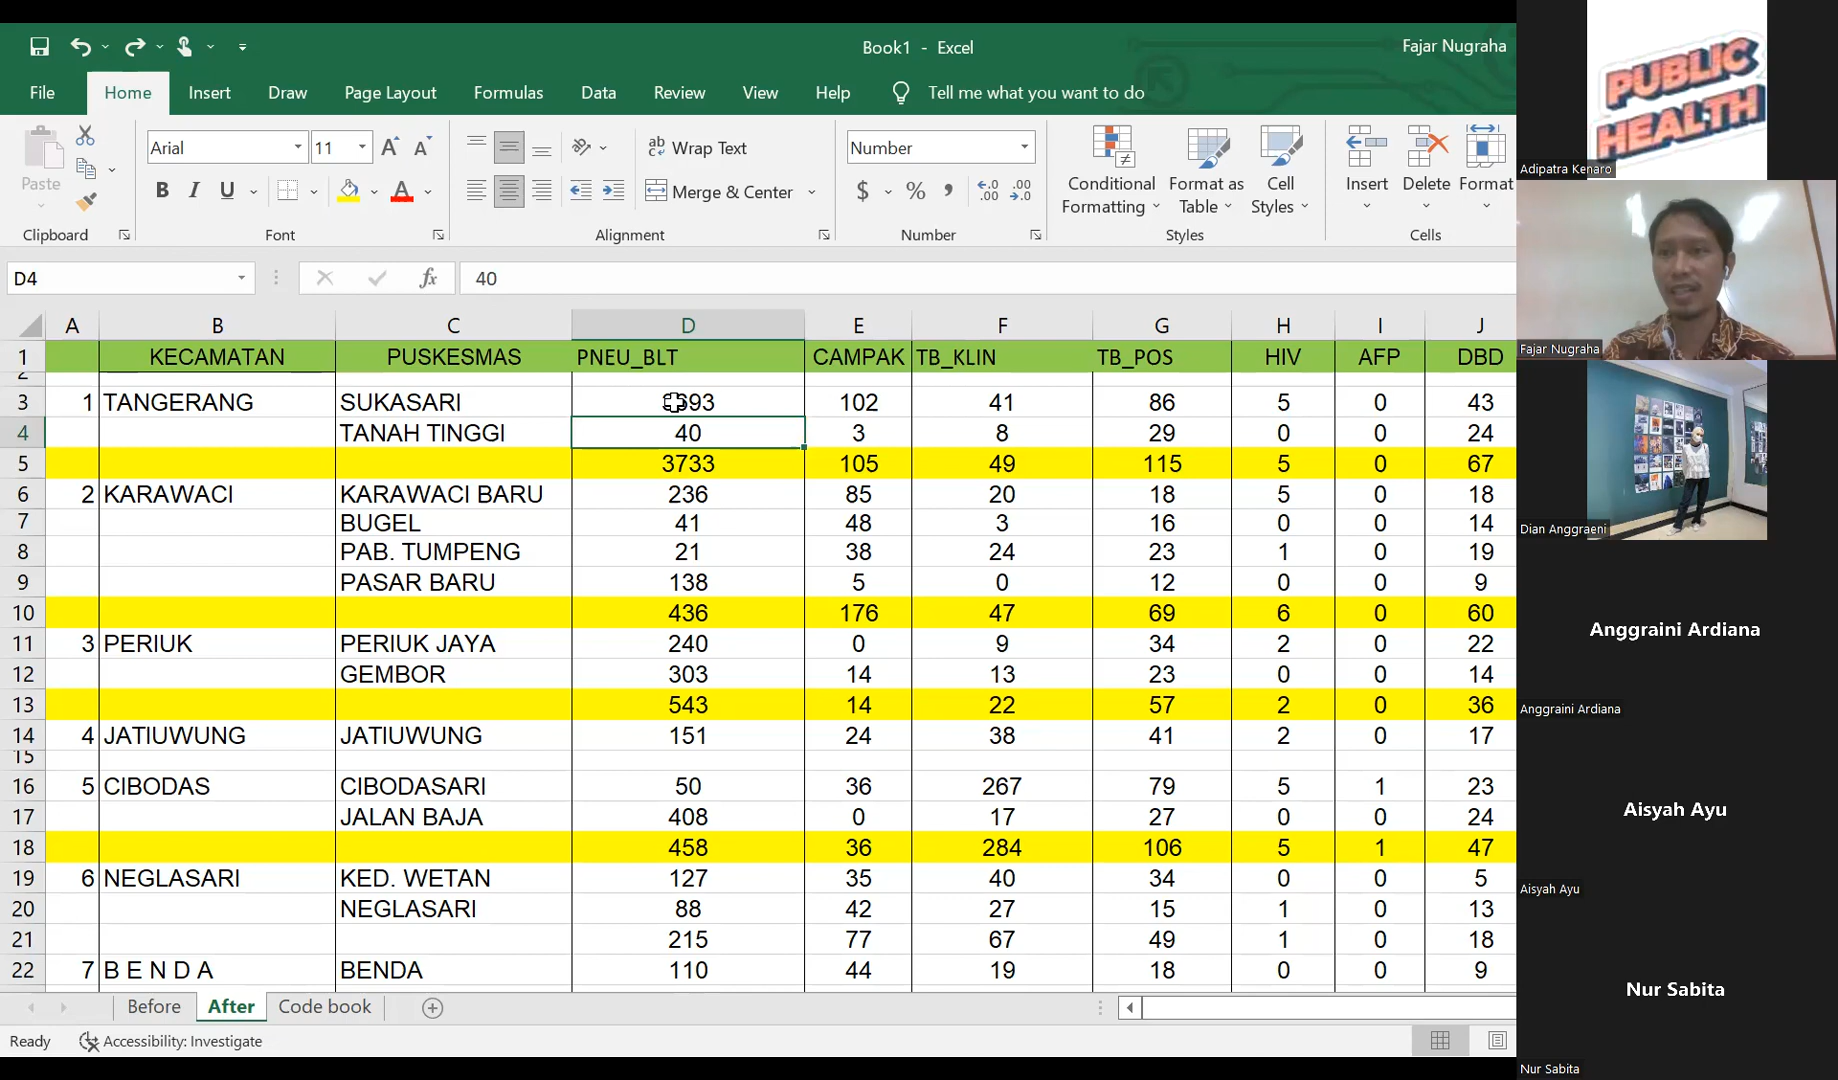 Book1 - Excel
Fajar Nugraha
File Home Insert Draw Page Layout Formulas Data Review View Help Tell me what you want to do
Paste
Arial 11
Wrap Text
Merge & Center
Number
$ % ,
Conditional Formatting
Format as Table
Cell Styles
Insert Delete Format
Clipboard Font Alignment Number Styles Cells
D4 fx 40
A B C D E F G H I J
1 KECAMATAN PUSKESMAS PNEU_BLT CAMPAK TB_KLIN TB_POS HIV AFP DBD
2
3 1 TANGERANG SUKASARI 102 41 86 5 0 43
4 TANAH TINGGI 40 3 8 29 0 0 24
5 3733 105 49 115 5 0 67
6 2 KARAWACI KARAWACI BARU 236 85 20 18 5 0 18
7 BUGEL 41 48 3 16 0 0 14
8 PAB. TUMPENG 21 38 24 23 1 0 19
9 PASAR BARU 138 5 0 12 0 0 9
10 436 176 47 69 6 0 60
11 3 PERIUK PERIUK JAYA 240 0 9 34 2 0 22
12 GEMBOR 303 14 13 23 0 0 14
13 543 14 22 57 2 0 36
14 4 JATIUWUNG JATIUWUNG 151 24 38 41 2 0 17
15
16 5 CIBODAS CIBODASARI 50 36 267 79 5 1 23
17 JALAN BAJA 408 0 17 27 0 0 24
18 458 36 284 106 5 1 47
19 6 NEGLASARI KED. WETAN 127 35 40 34 0 0 5
20 NEGLASARI 88 42 27 15 1 0 13
21 215 77 67 49 1 0 18
22 7 B E N D A BENDA 110 44 19 18 0 0 9
Before After Code book
Ready Accessibility: Investigate
PUBLIC
HEALTH
Adipatra Kenaro
Fajar Nugraha
Dian Anggraeni
Anggraini Ardiana
Anggraini Ardiana
Aisyah Ayu
Aisyah Ayu
Nur Sabita
Nur Sabita